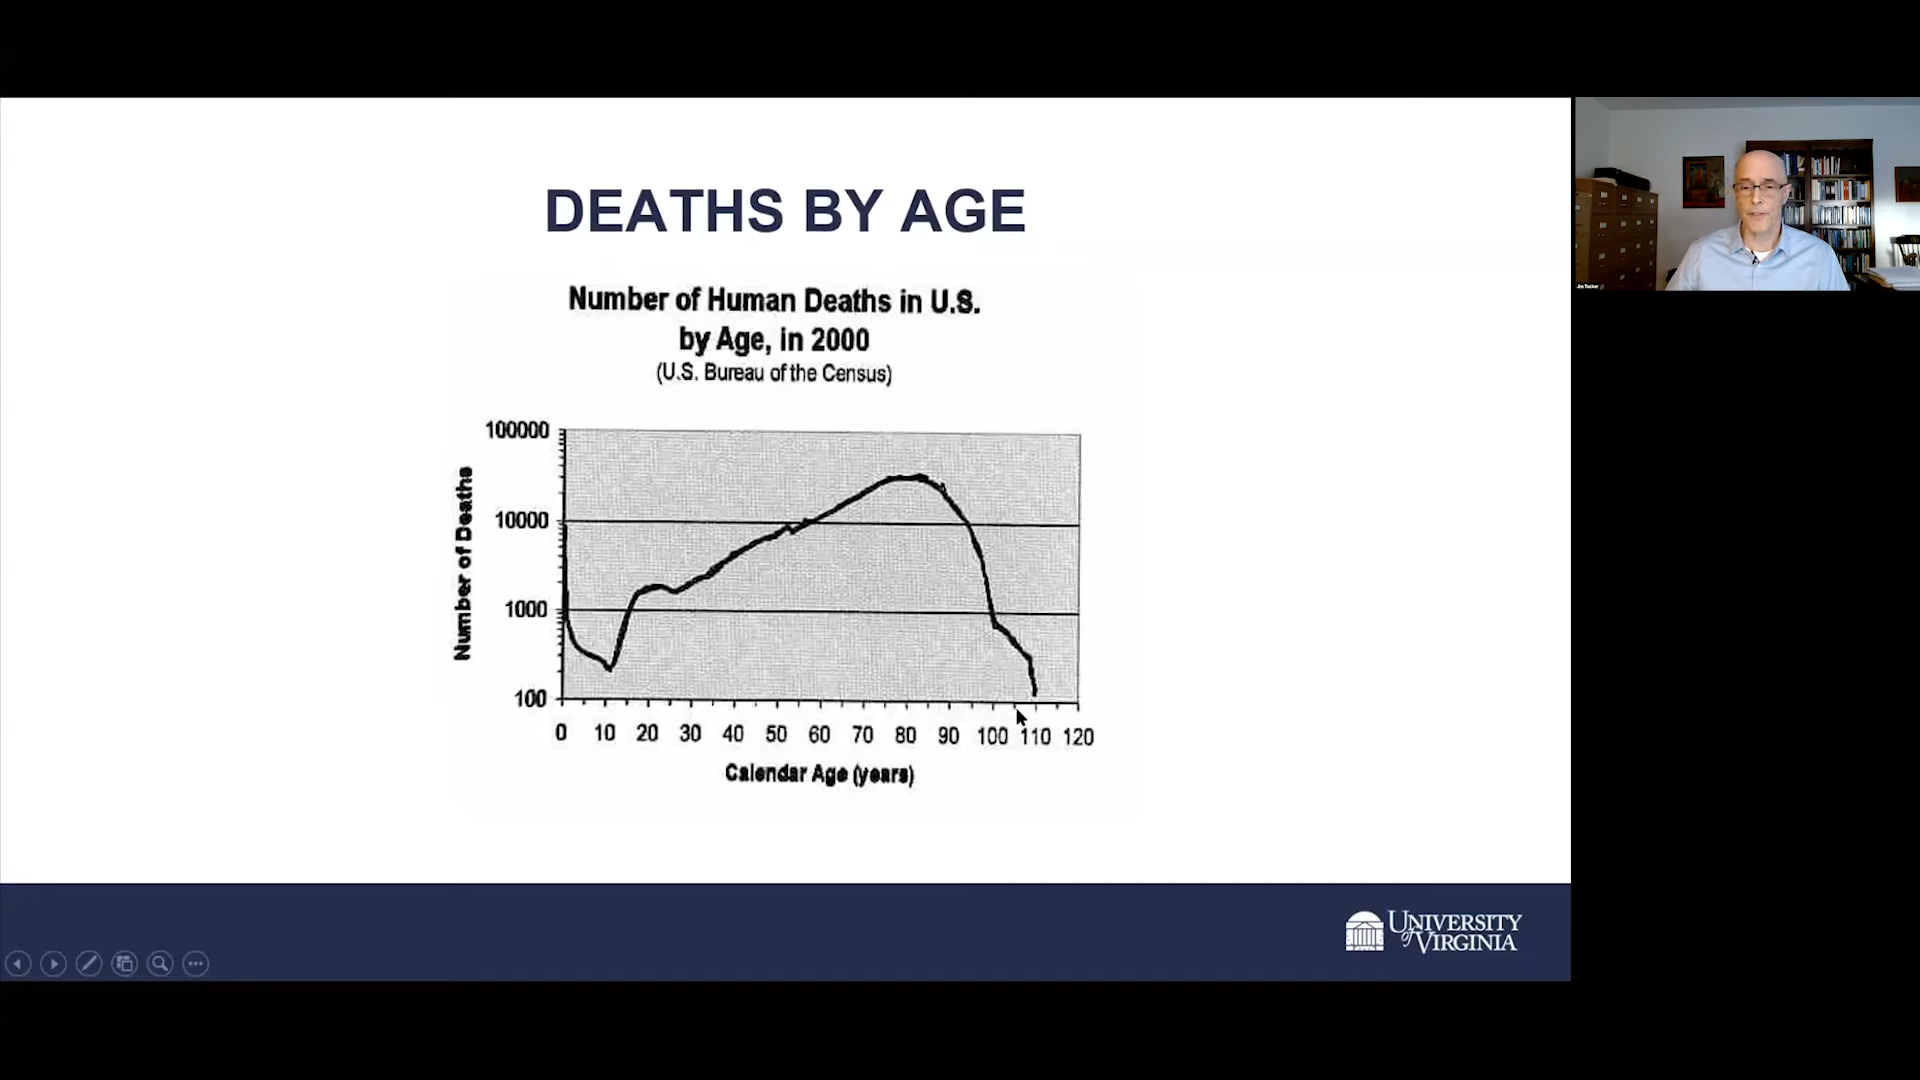 DEATHS BY AGE
Number of Human Deaths in U.S.
by Age, in 2000
(U.S. Bureau of the Census)
100000
10000
1000
100
Number of Deaths
0 10 20 30 40 50 60 70 80 90 100 110 120
Calendar Age (years)
UNIVERSITY
of VIRGINIA
Jim Tucker